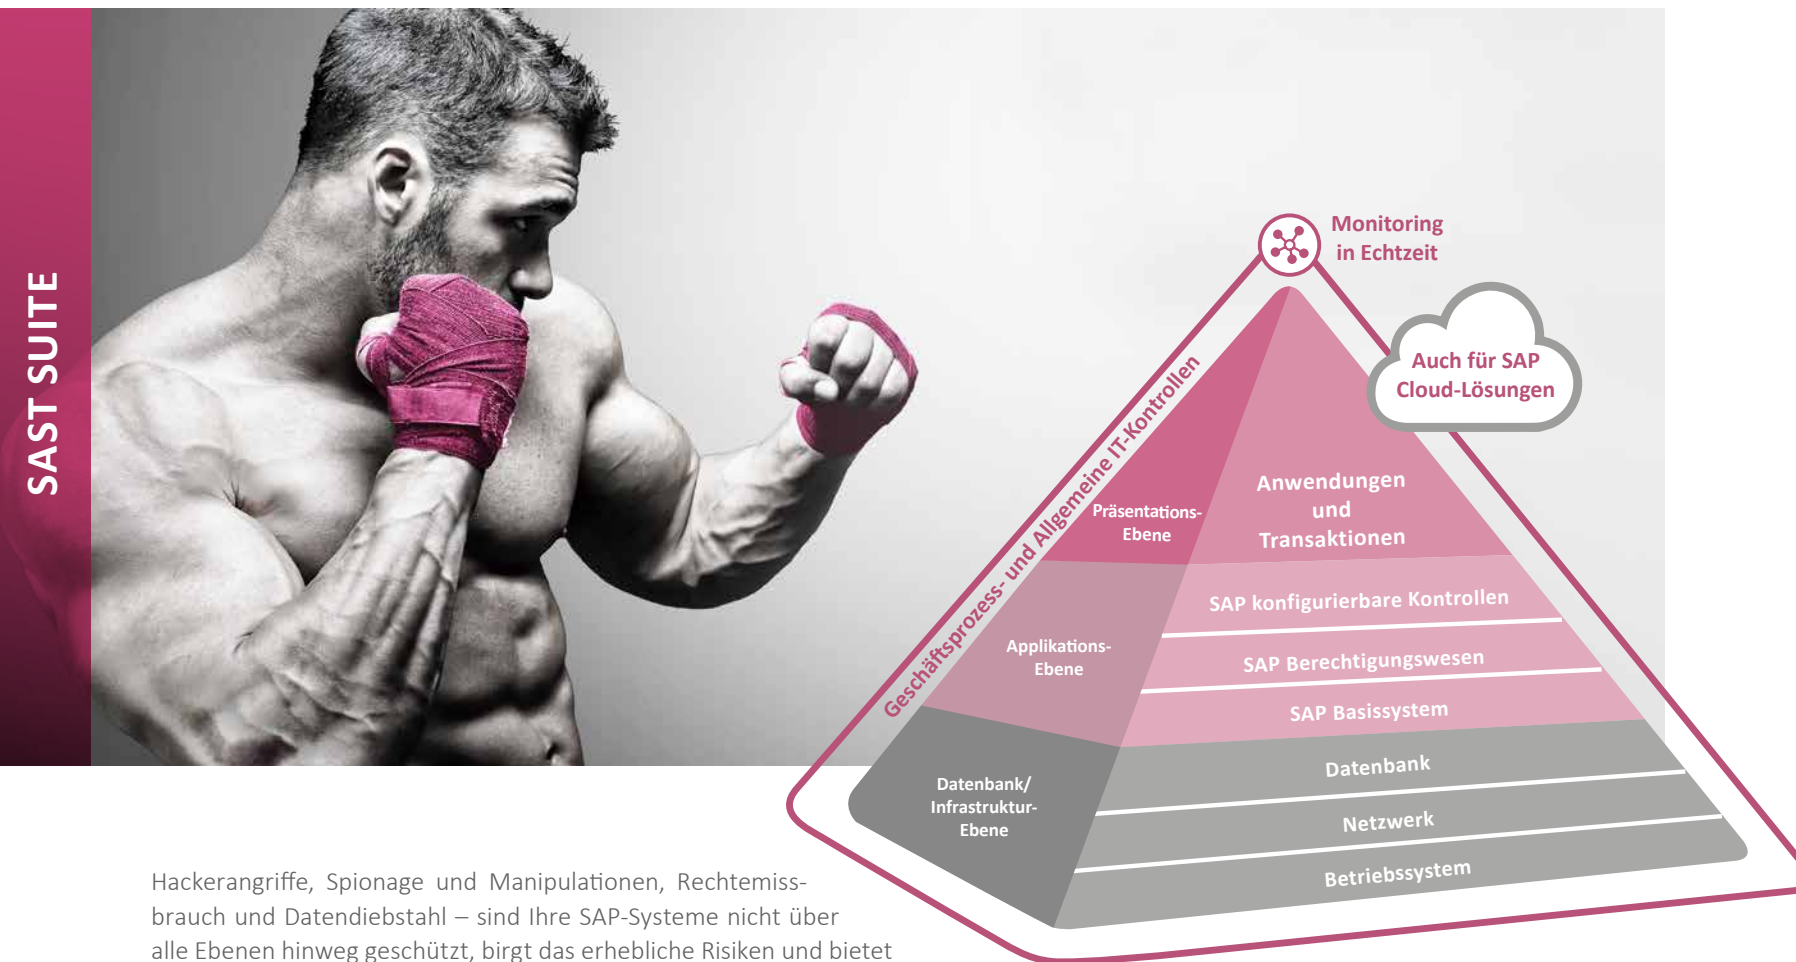 SAST SUITE
Monitoring
in Echtzeit
Auch für SAP
Cloud-Lösungen
Geschäftsprozess- und Allgemeine IT-Kontrollen
Präsentations-
Ebene
Anwendungen
und
Transaktionen
Applikations-
Ebene
SAP konfigurierbare Kontrollen
SAP Berechtigungswesen
SAP Basissystem
Datenbank/
Infrastruktur-
Ebene
Datenbank
Netzwerk
Betriebssystem
Hackerangriffe, Spionage und Manipulationen, Rechtemiss-
brauch und Datendiebstahl – sind Ihre SAP-Systeme nicht über
alle Ebenen hinweg geschützt, birgt das erhebliche Risiken und bietet